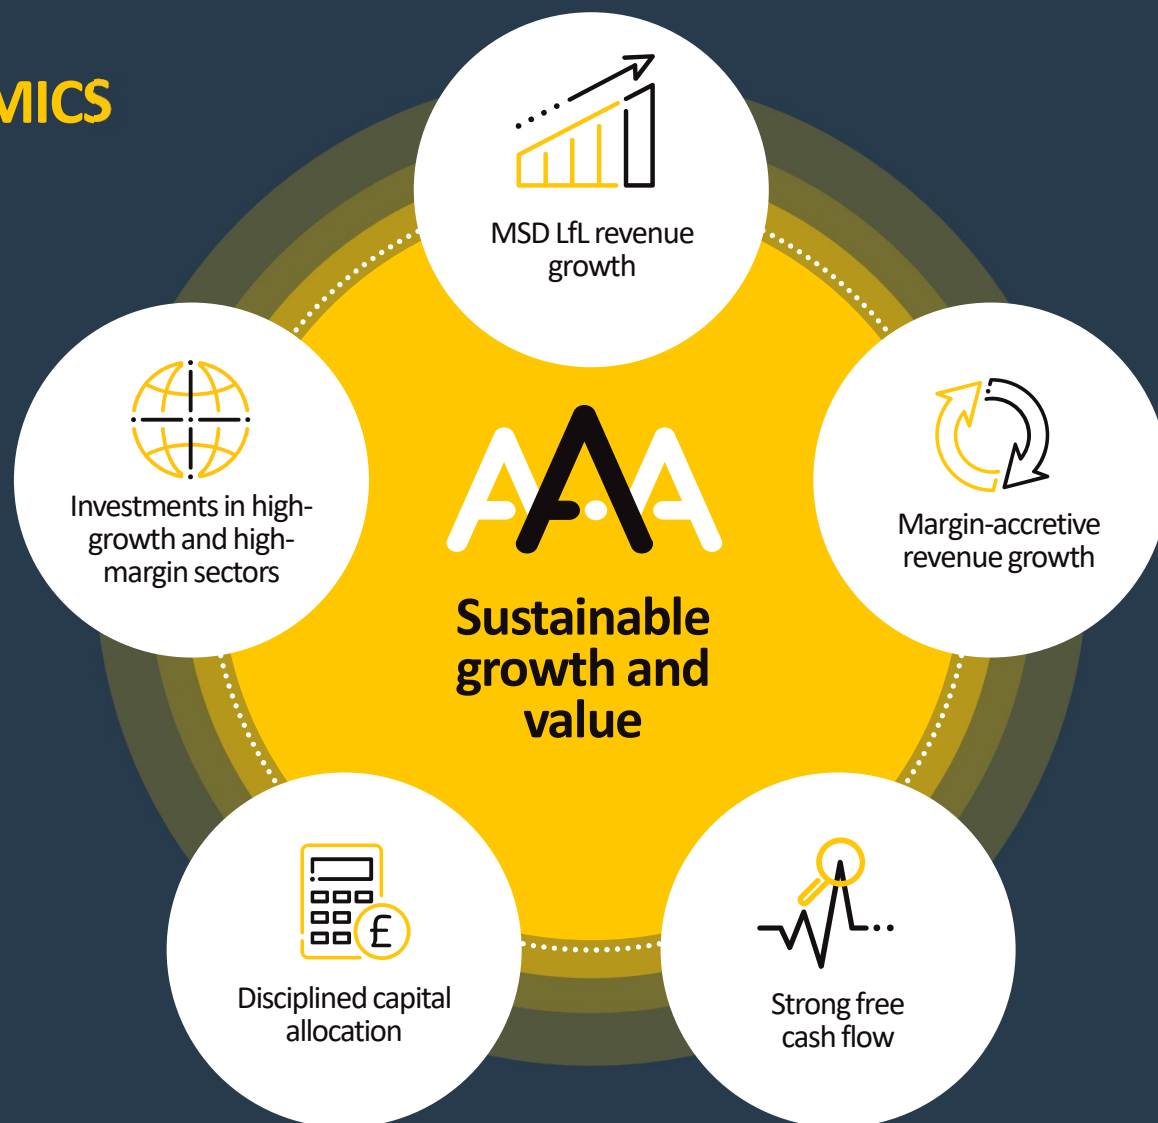 MICS
MSD LfL revenue
growth
Margin-accretive
revenue growth
Strong free
cash flow
£
Disciplined capital
allocation
Investments in high-
growth and high-
margin sectors
AAA
Sustainable
growth and
value